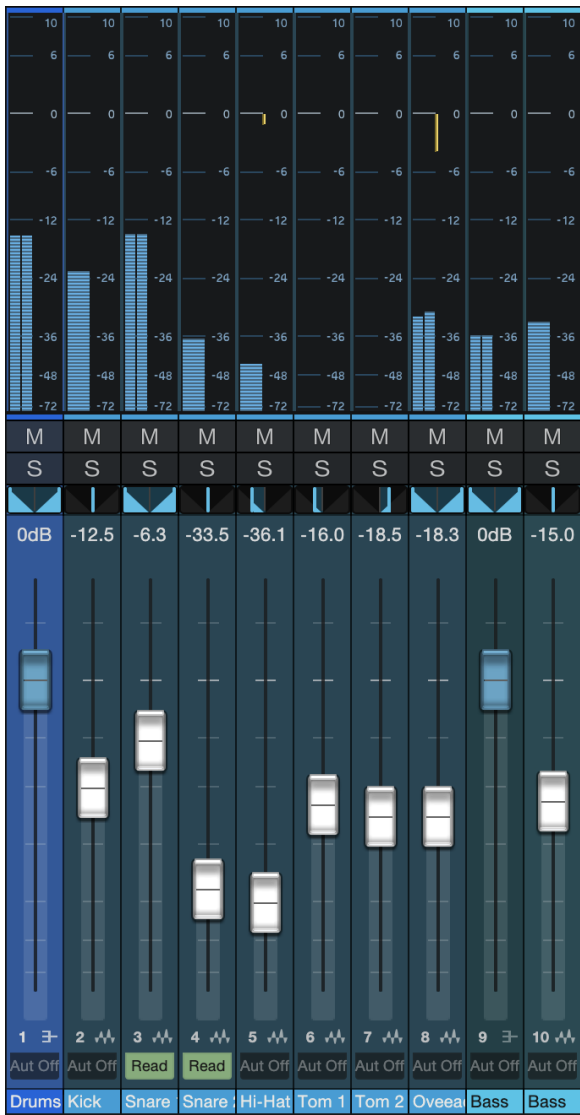 10 10 10 10 10 10 10 10 10 10
6 6 6 6 6 6 6 6 6 6
0 0 0 0 0 0 0 0 0 0
-6 -6 -6 -6 -6 -6 -6 -6 -6 -6
-12 -12 -12 -12 -12 -12 -12 -12 -12 -12
-24 -24 -24 -24 -24 -24 -24 -24 -24 -24
-36 -36 -36 -36 -36 -36 -36 -36 -36 -36
-48 -48 -48 -48 -48 -48 -48 -48 -48 -48
-72 -72 -72 -72 -72 -72 -72 -72 -72 -72
M M M M M M M M M M
S S S S S S S S S S
0dB -12.5 -6.3 -33.5 -36.1 -16.0 -18.5 -18.3 0dB -15.0
1 2 3 4 5 6 7 8 9 10
Aut Off Aut Off Read Read Aut Off Aut Off Aut Off Aut Off Aut Off Aut Off
Drums Kick Snare Snare Hi-Hat Tom 1 Tom 2 Oveea Bass Bass